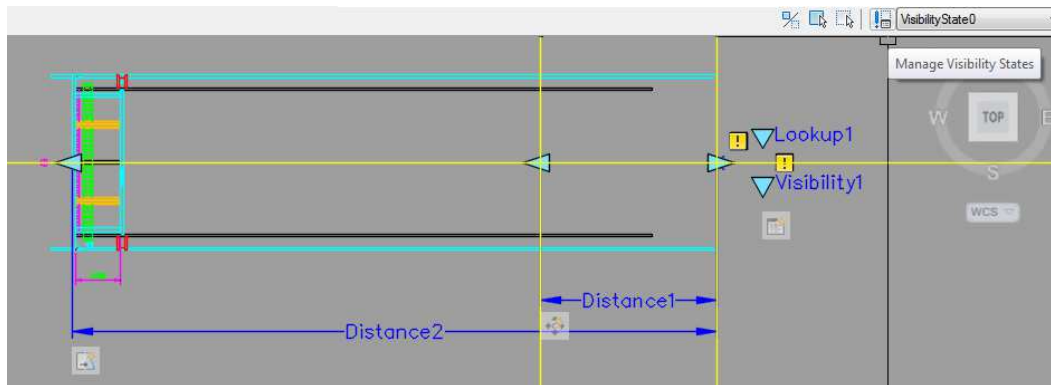 VisibilityState0
Manage Visibility States
W
TOP
E
S
WCS
Lookup1
Visibility1
Distance1
Distance2